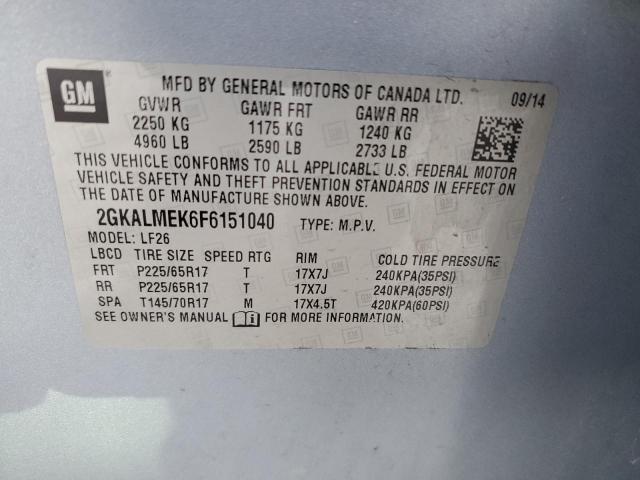 GM
MFD BY GENERAL MOTORS OF CANADA LTD. 09/14
GVWR GAWR FRT GAWR RR
2250 KG 1175 KG 1240 KG
4960 LB 2590 LB 2733 LB
THIS VEHICLE CONFORMS TO ALL APPLICABLE U.S. FEDERAL MOTOR
VEHICLE SAFETY AND THEFT PREVENTION STANDARDS IN EFFECT ON
THE DATE OF MANUFACTURE SHOWN ABOVE.
2GKALMEK6F6151040 TYPE: M.P.V.
MODEL: LF26
LBCD TIRE SIZE SPEED RTG RIM COLD TIRE PRESSURE
FRT P225/65R17 T 17X7J 240KPA(35PSI)
RR P225/65R17 T 17X7J 240KPA(35PSI)
SPA T145/70R17 M 17X4.5T 420KPA(60PSI)
SEE OWNER'S MANUAL FOR MORE INFORMATION.